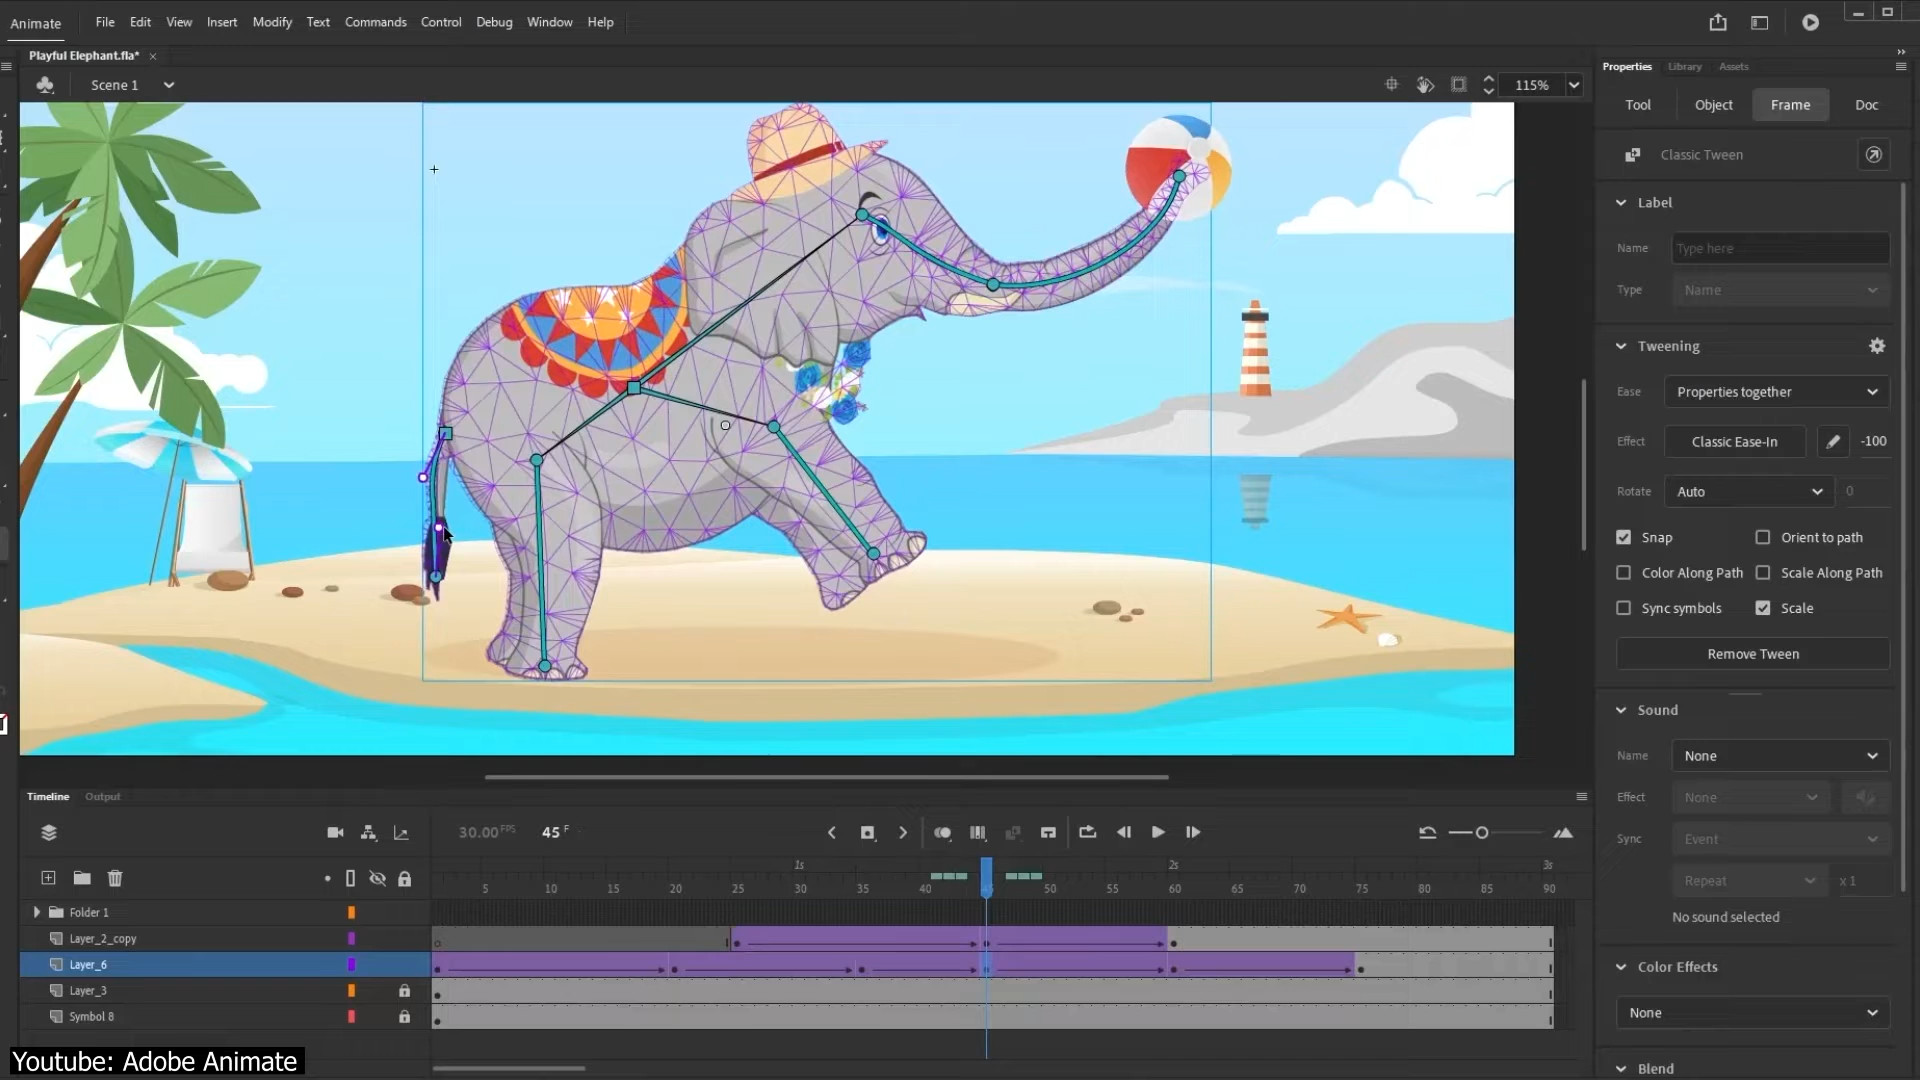 Animate File Edit View Insert Modify Text Commands Control Debug Window Help
Playful Elephant.fla*
Scene 1
115%
Properties Library Assets
Tool Object Frame Doc
Classic Tween
Label
Name Type here
Type Name
Tweening
Ease Properties together
Effect Classic Ease-In -100
Rotate Auto 0
Snap Orient to path
Color Along Path Scale Along Path
Sync symbols Scale
Remove Tween
Sound
Name None
Effect None
Sync Event
Repeat x 1
No sound selected
Color Effects
None
Blend
Timeline Output
30.00 FPS 45 F
1s 2s 3s
5 10 15 20 25 30 35 40 45 50 55 60 65 70 75 80 85 90
Folder 1
Layer_2_copy
Layer_6
Layer_3
Symbol 8
Youtube: Adobe Animate